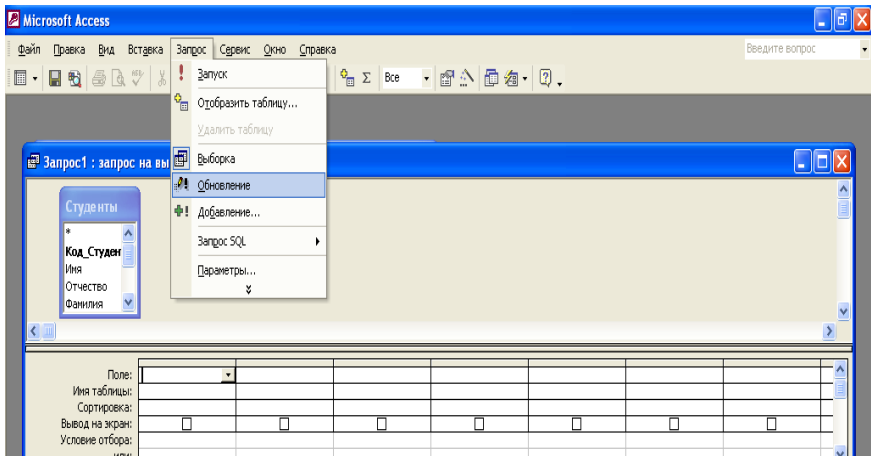 Microsoft Access
Файл Правка Вид Вставка Запрос Сервис Окно Справка
Введите вопрос
Все
Запуск
Отобразить таблицу...
Удалить таблицу
Выборка
Обновление
Добавление...
Запрос SQL
Параметры...
Запрос1 : запрос на вы
Студенты
*
Код_Студен
Имя
Отчество
Фамилия
Поле:
Имя таблицы:
Сортировка:
Вывод на экран:
Условие отбора:
или: